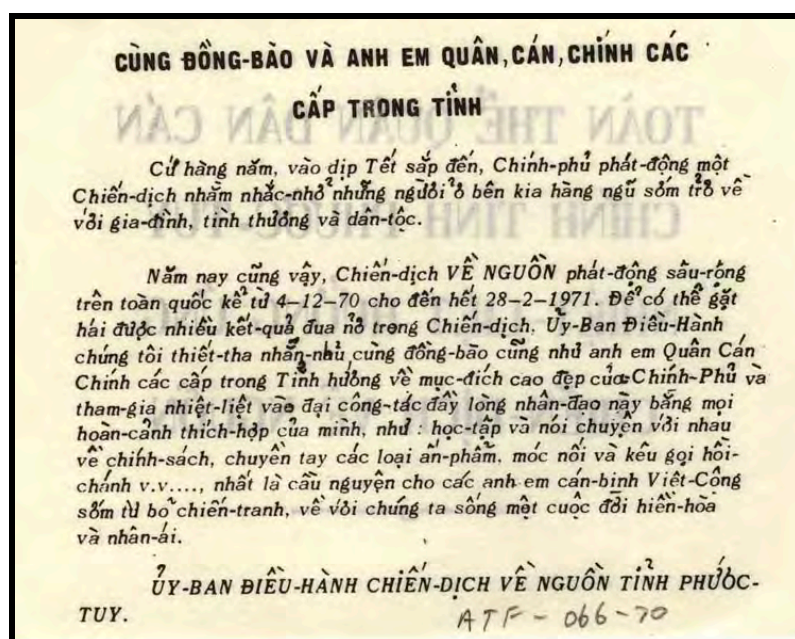 CÙNG ĐỒNG-BÀO VÀ ANH EM QUÂN, CÁN, CHÍNH CÁC
CẤP TRONG TỈNH
Cứ hàng năm, vào dịp Tết sắp đến, Chính-phủ phát-động một
Chiến-dịch nhằm nhắc-nhở những người ở bên kia hàng ngũ sớm trở về
với gia-đình, tình thương và dân-tộc.
Năm nay cũng vậy, Chiến-dịch VỀ NGUỒN phát-động sâu-rộng
trên toàn quốc kể từ 4-12-70 cho đến hết 28-2-1971. Để có thể gặt
hái được nhiều kết-quả đua nở trong Chiến-dịch, Ủy-Ban Điều-Hành
chúng tôi thiết-tha nhắn-nhủ cùng đồng-bào cũng như anh em Quân Cán
Chính các cấp trong Tỉnh hướng về mục-đích cao đẹp của Chính-Phủ và
tham-gia nhiệt-liệt vào đại công-tác đầy lòng nhân-đạo này bằng mọi
hoàn-cảnh thích-hợp của mình, như : học-tập và nói chuyện với nhau
về chính-sách, chuyền tay các loại ấn-phẩm, móc nối và kêu gọi hồi-
chánh v.v...., nhất là cầu nguyện cho các anh em cán-binh Việt-Cộng
sớm từ bỏ chiến-tranh, về với chúng ta sống một cuộc đời hiền-hòa
và nhân-ái.
ỦY-BAN ĐIỀU-HÀNH CHIẾN-DỊCH VỀ NGUỒN TỈNH PHƯỚC-
TUY.
ATF-066-70